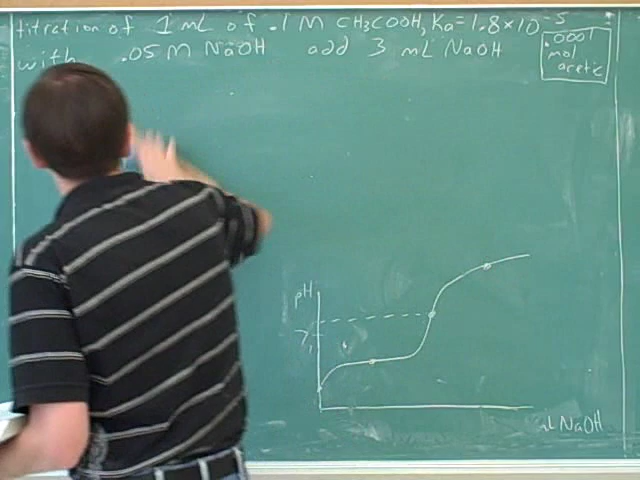 titration of 1 mL of .1 M CH3COOH, Ka=1.8×10-5
with .05 M NaOH add 3 mL NaOH
.0001
mol
acetic
pH
7
NaOH